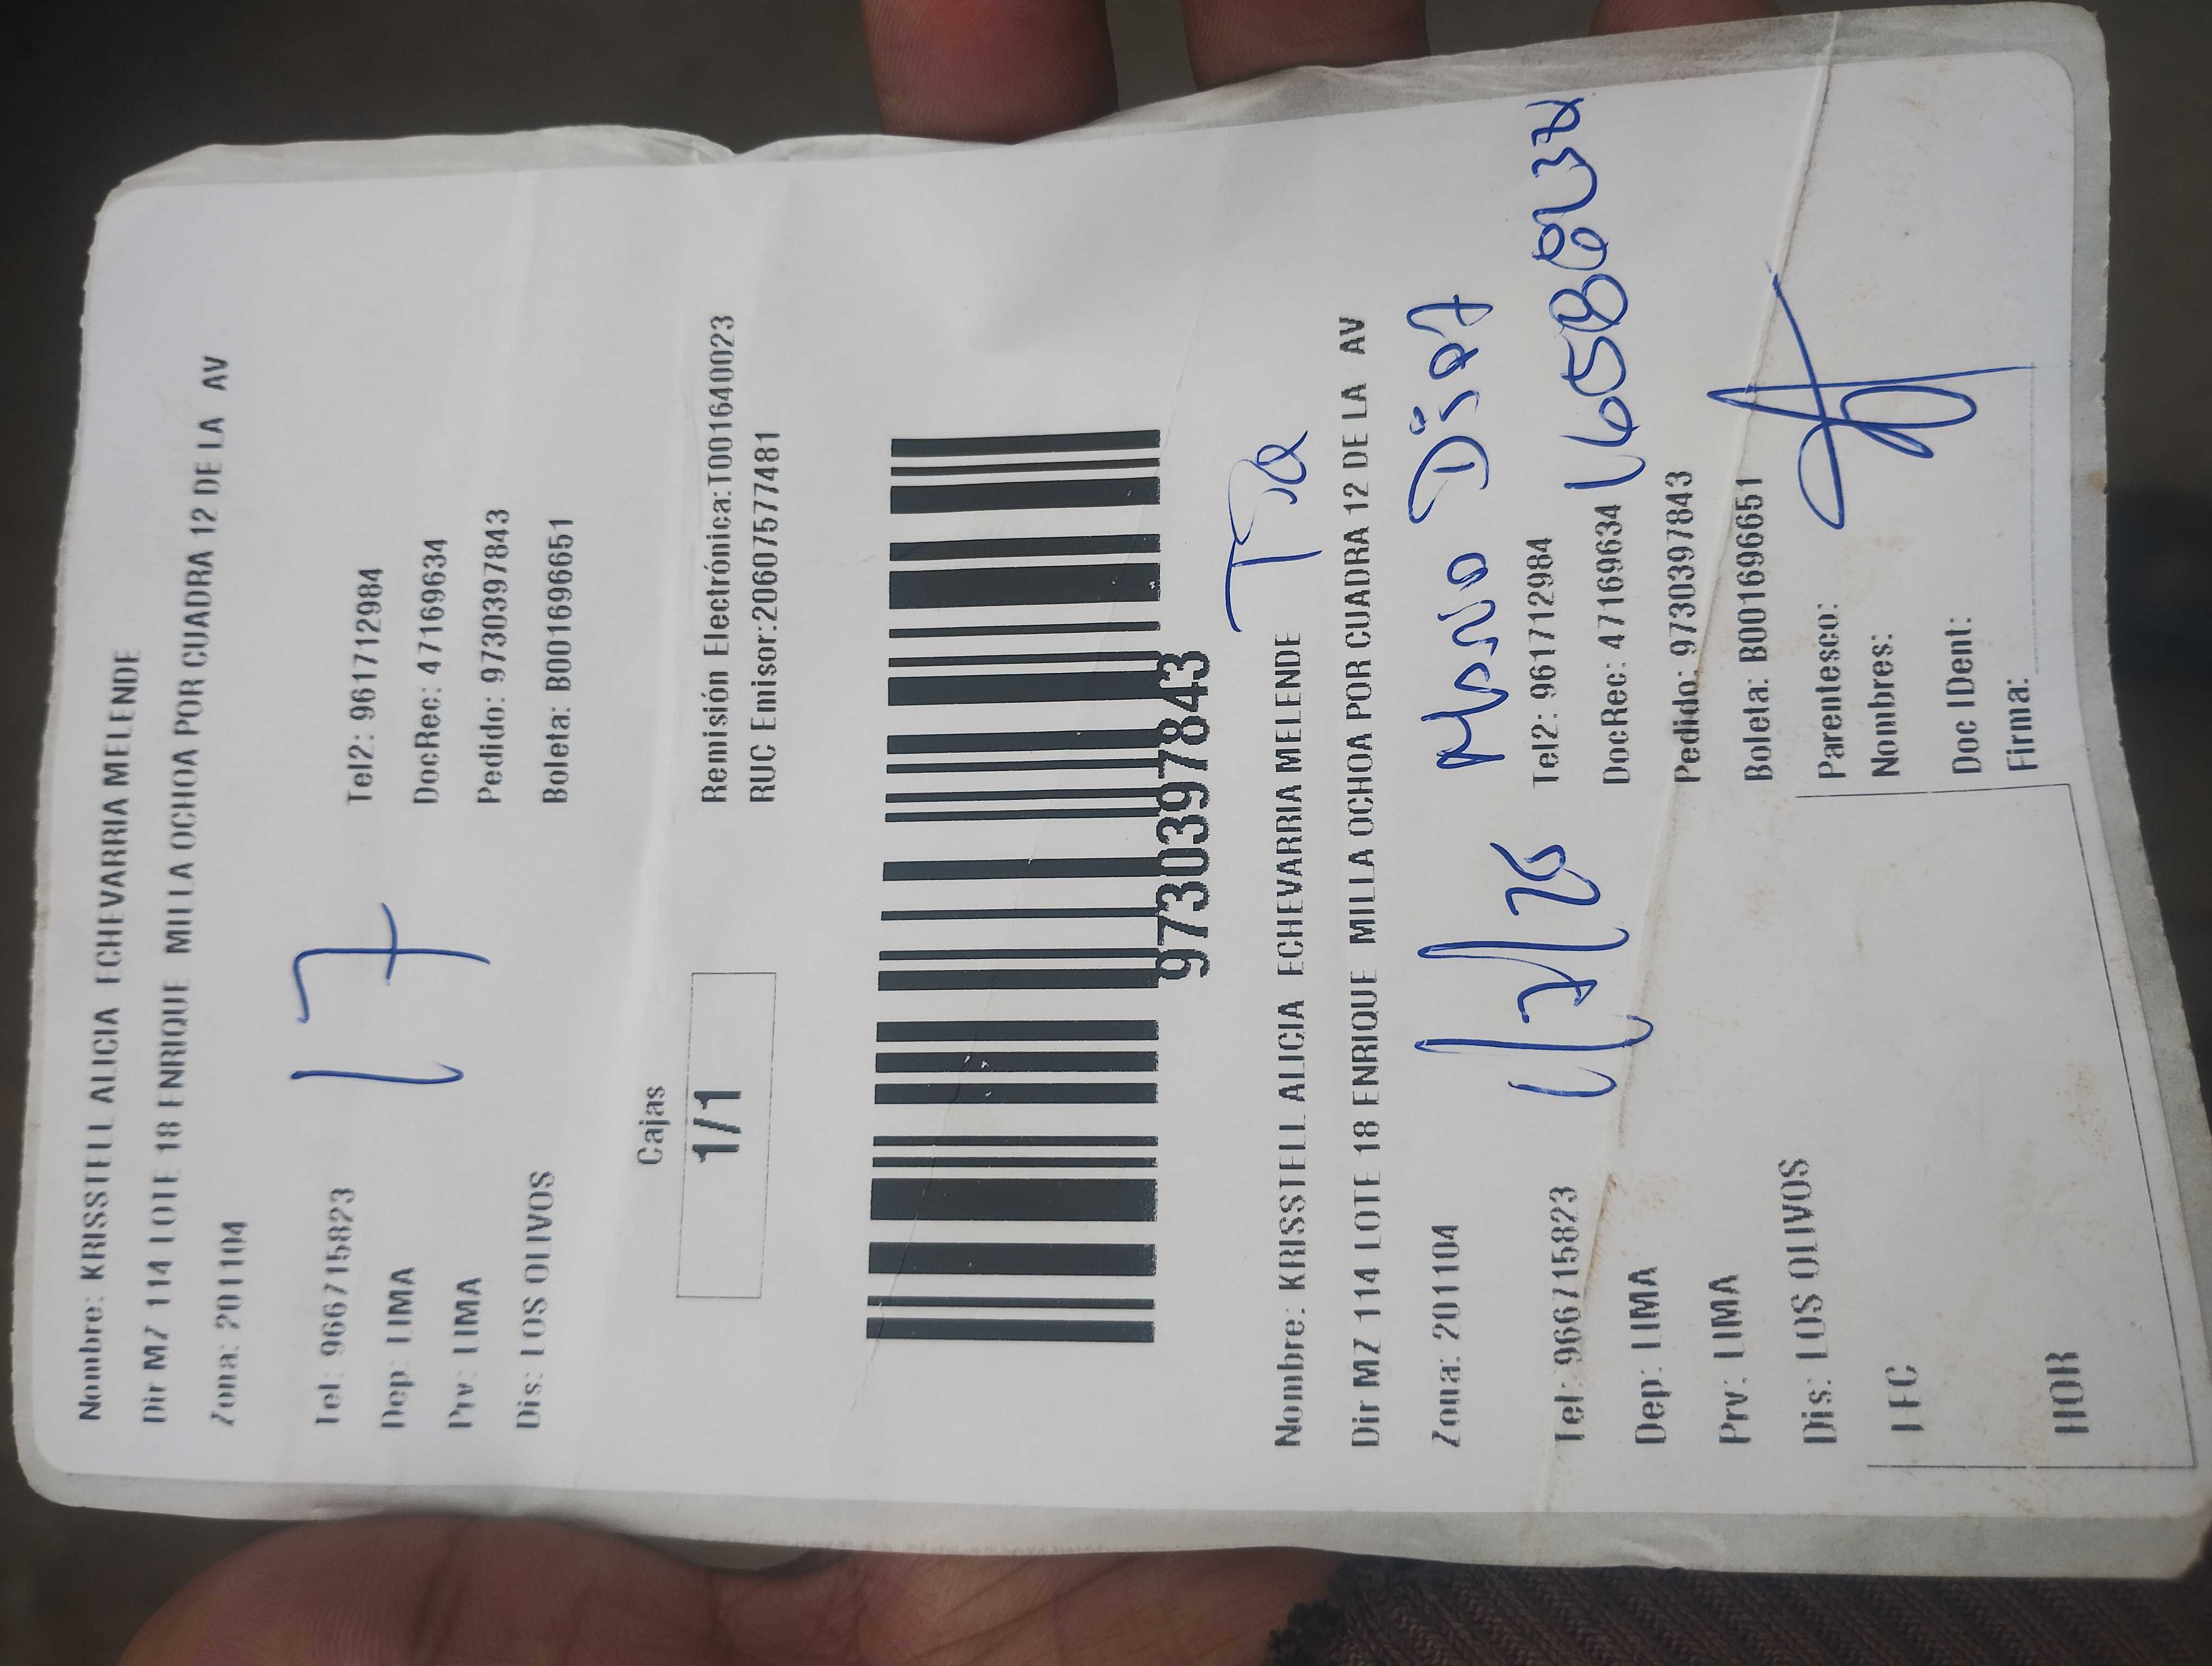 Nombre: KRISSTELL ALICIA ECHEVARRIA MELENDE
Dir MZ 114 LOTE 18 ENRIQUE MILLA OCHOA POR CUADRA 12 DE LA AV
Zona: 201104
17
Tel: 966715823 Tel2: 961712984
Dep: LIMA DocRec: 47169634
Prv: LIMA Pedido: 9730397843
Dis: LOS OLIVOS Boleta: B001696651
Cajas
1/1
Remisión Electrónica:T001640023
RUC Emisor:20607577481
9730397843
Nombre: KRISSTELL ALICIA ECHEVARRIA MELENDE
Dir MZ 114 LOTE 18 ENRIQUE MILLA OCHOA POR CUADRA 12 DE LA AV
Zona: 201104
Tel: 966715823 Tel2: 961712984
Dep: LIMA DocRec: 47169634
Prv: LIMA Pedido: 9730397843
Dis: LOS OLIVOS Boleta: B001696651
FEC
HOR
Parentesco:
Nombres:
Doc IDent:
Firma: